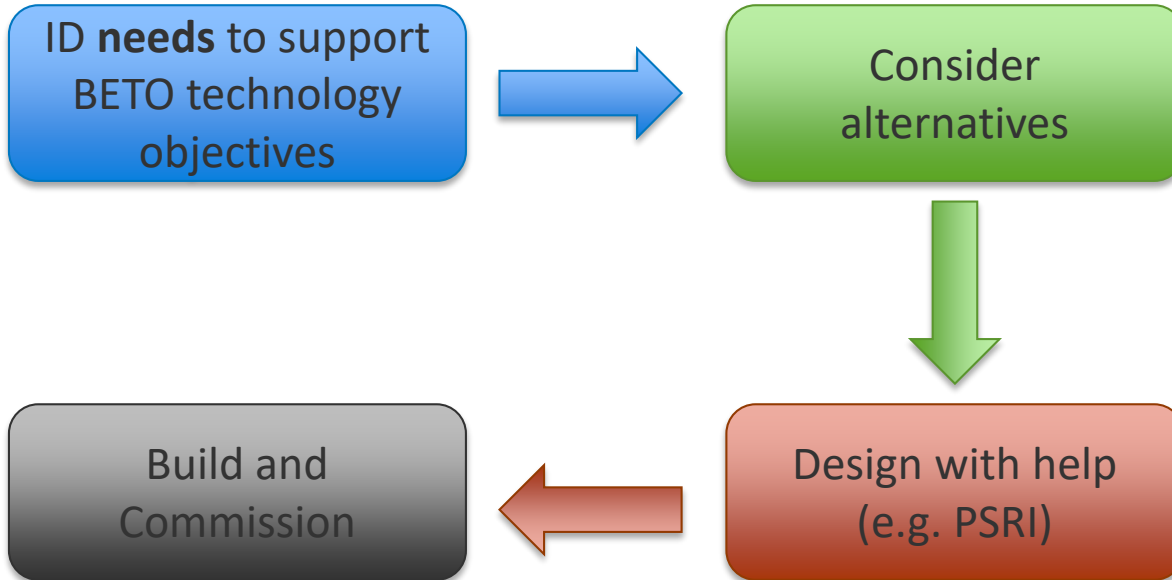 ID needs to support
BETO technology
objectives
Consider
alternatives
Design with help
(e.g. PSRI)
Build and
Commission